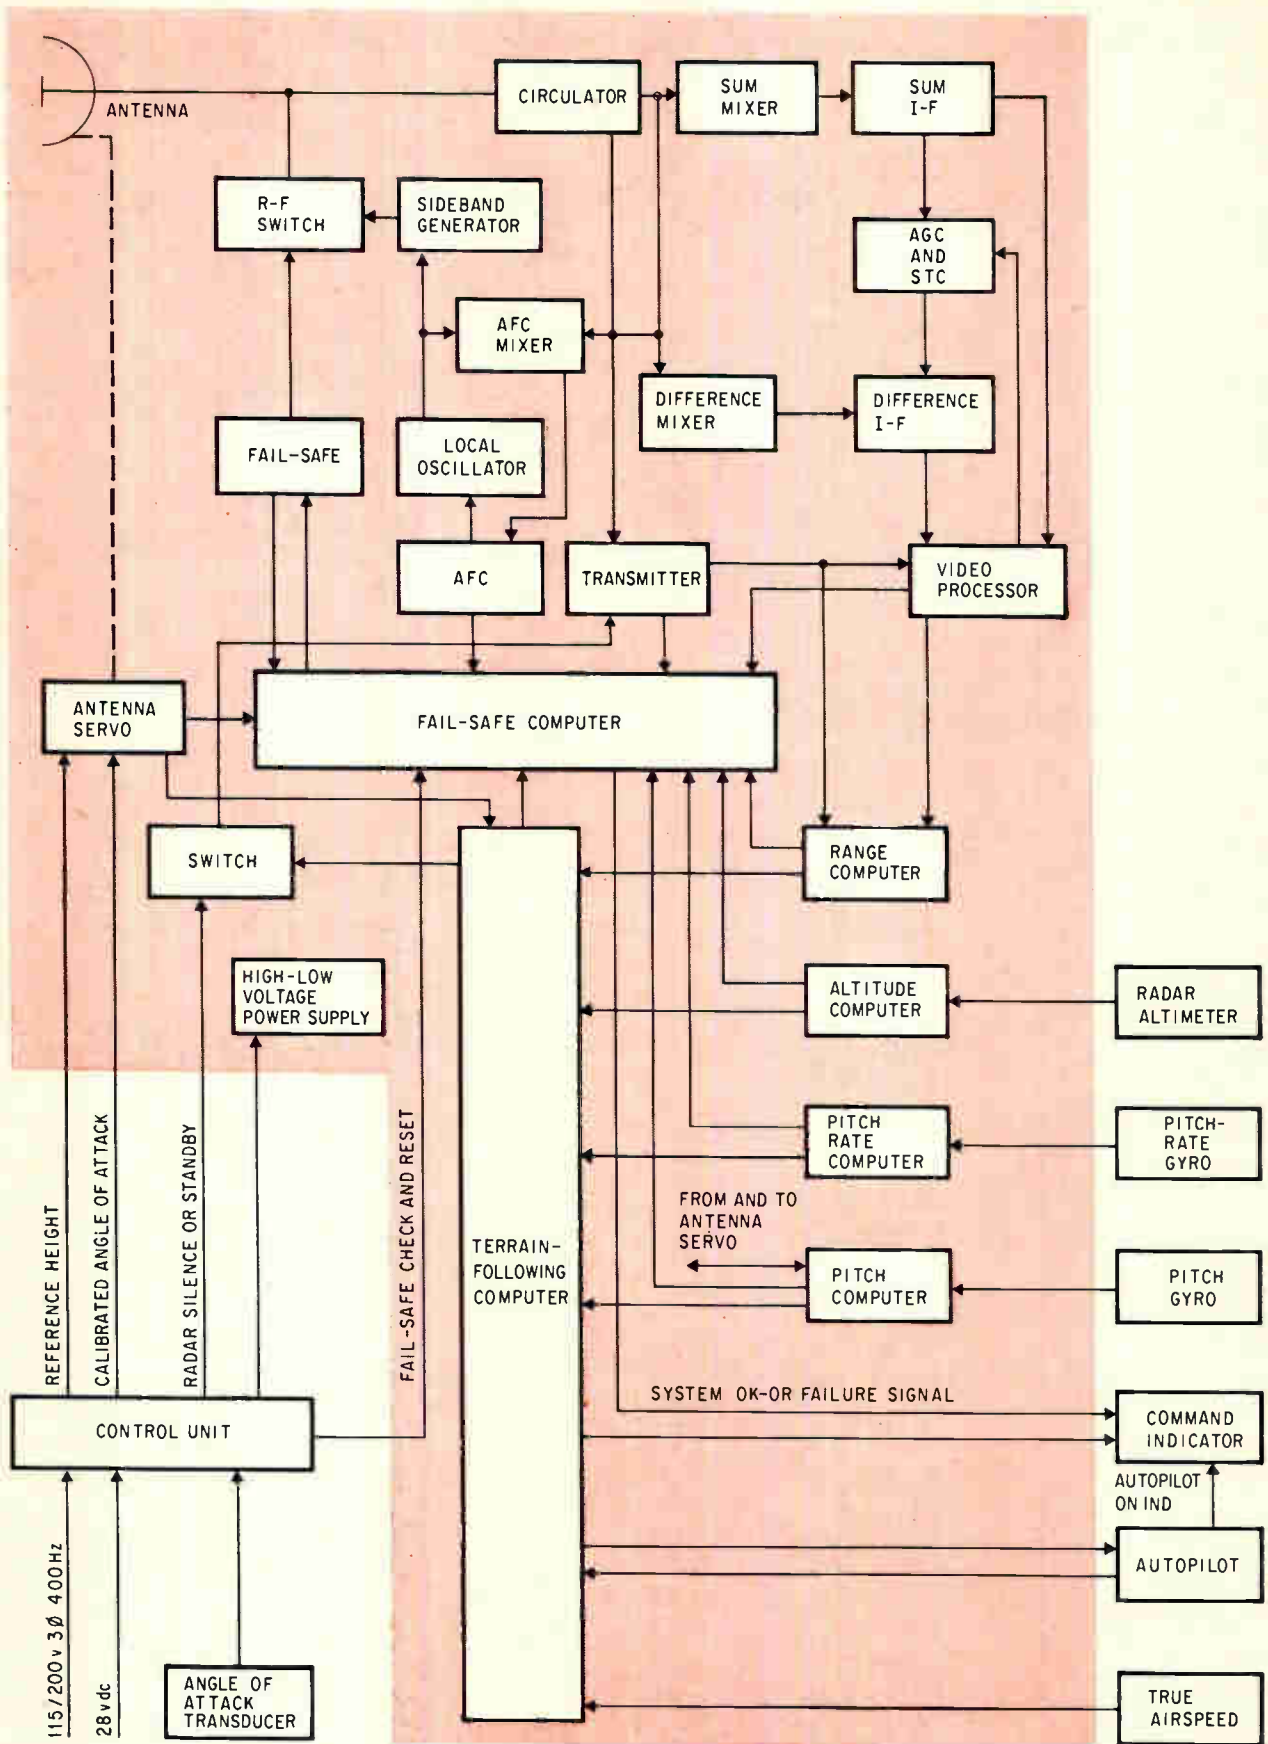 ANTENNA
CIRCULATOR
SUM
MIXER
SUM
I-F
R-F
SWITCH
SIDEBAND
GENERATOR
AGC
AND
STC
AFC
MIXER
DIFFERENCE
MIXER
DIFFERENCE
I-F
FAIL-SAFE
LOCAL
OSCILLATOR
AFC
TRANSMITTER
VIDEO
PROCESSOR
ANTENNA
SERVO
FAIL-SAFE COMPUTER
SWITCH
RANGE
COMPUTER
HIGH-LOW
VOLTAGE
POWER SUPPLY
ALTITUDE
COMPUTER
RADAR
ALTIMETER
REFERENCE HEIGHT
CALIBRATED ANGLE OF ATTACK
RADAR SILENCE OR STANDBY
FAIL-SAFE CHECK AND RESET
PITCH
RATE
COMPUTER
PITCH-
RATE
GYRO
FROM AND TO
ANTENNA
SERVO
TERRAIN-
FOLLOWING
COMPUTER
PITCH
COMPUTER
PITCH
GYRO
SYSTEM OK-OR FAILURE SIGNAL
CONTROL UNIT
COMMAND
INDICATOR
AUTOPILOT
ON IND
AUTOPILOT
115/200v 3Ø 400Hz
28vdc
ANGLE OF
ATTACK
TRANSDUCER
TRUE
AIRSPEED